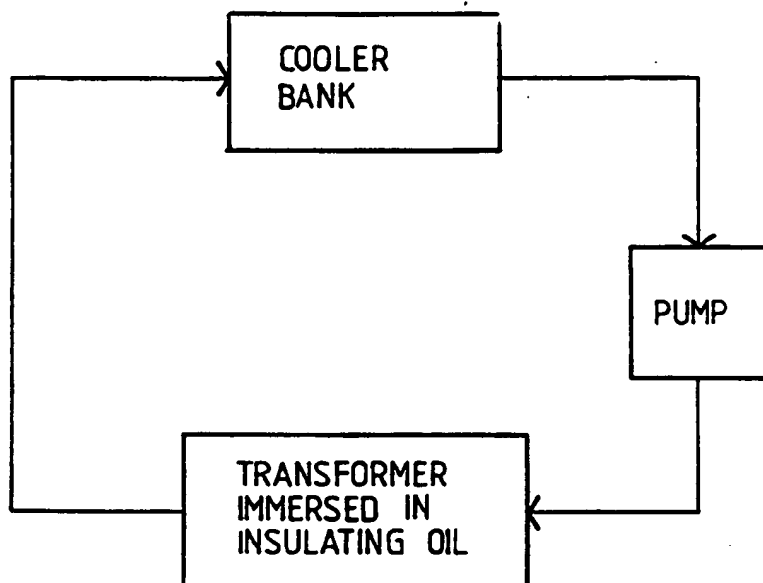 COOLER
BANK
PUMP
TRANSFORMER
IMMERSED IN
INSULATING OIL